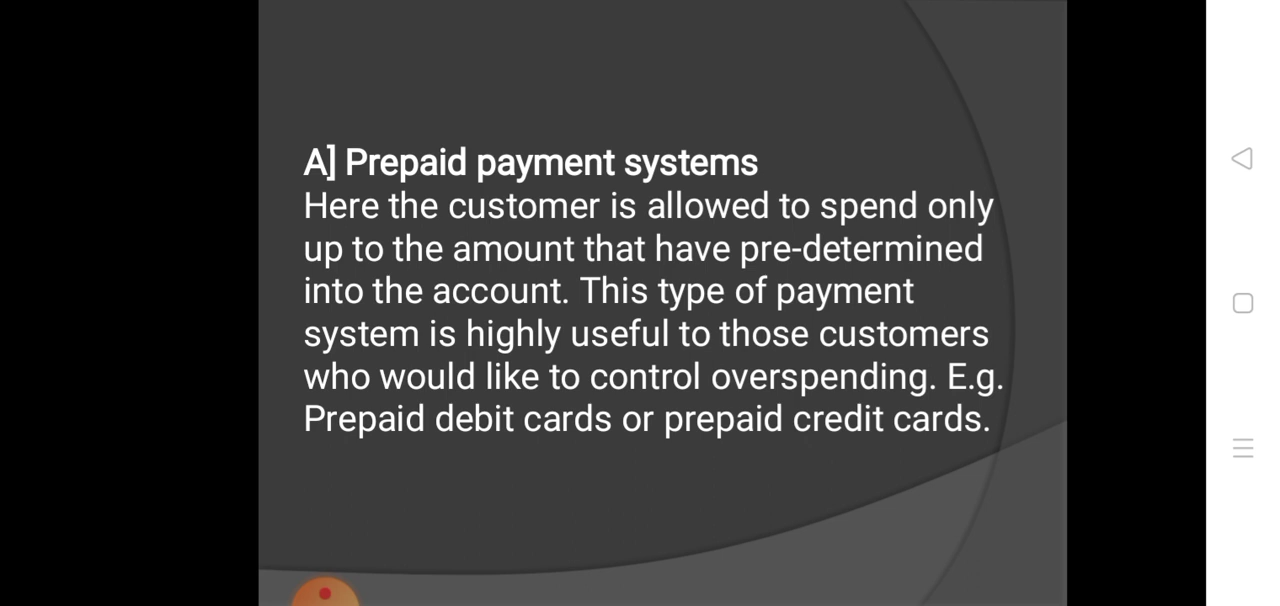 A] Prepaid payment systems
Here the customer is allowed to spend only
up to the amount that have pre-determined
into the account. This type of payment
system is highly useful to those customers
who would like to control overspending. E.g.
Prepaid debit cards or prepaid credit cards.